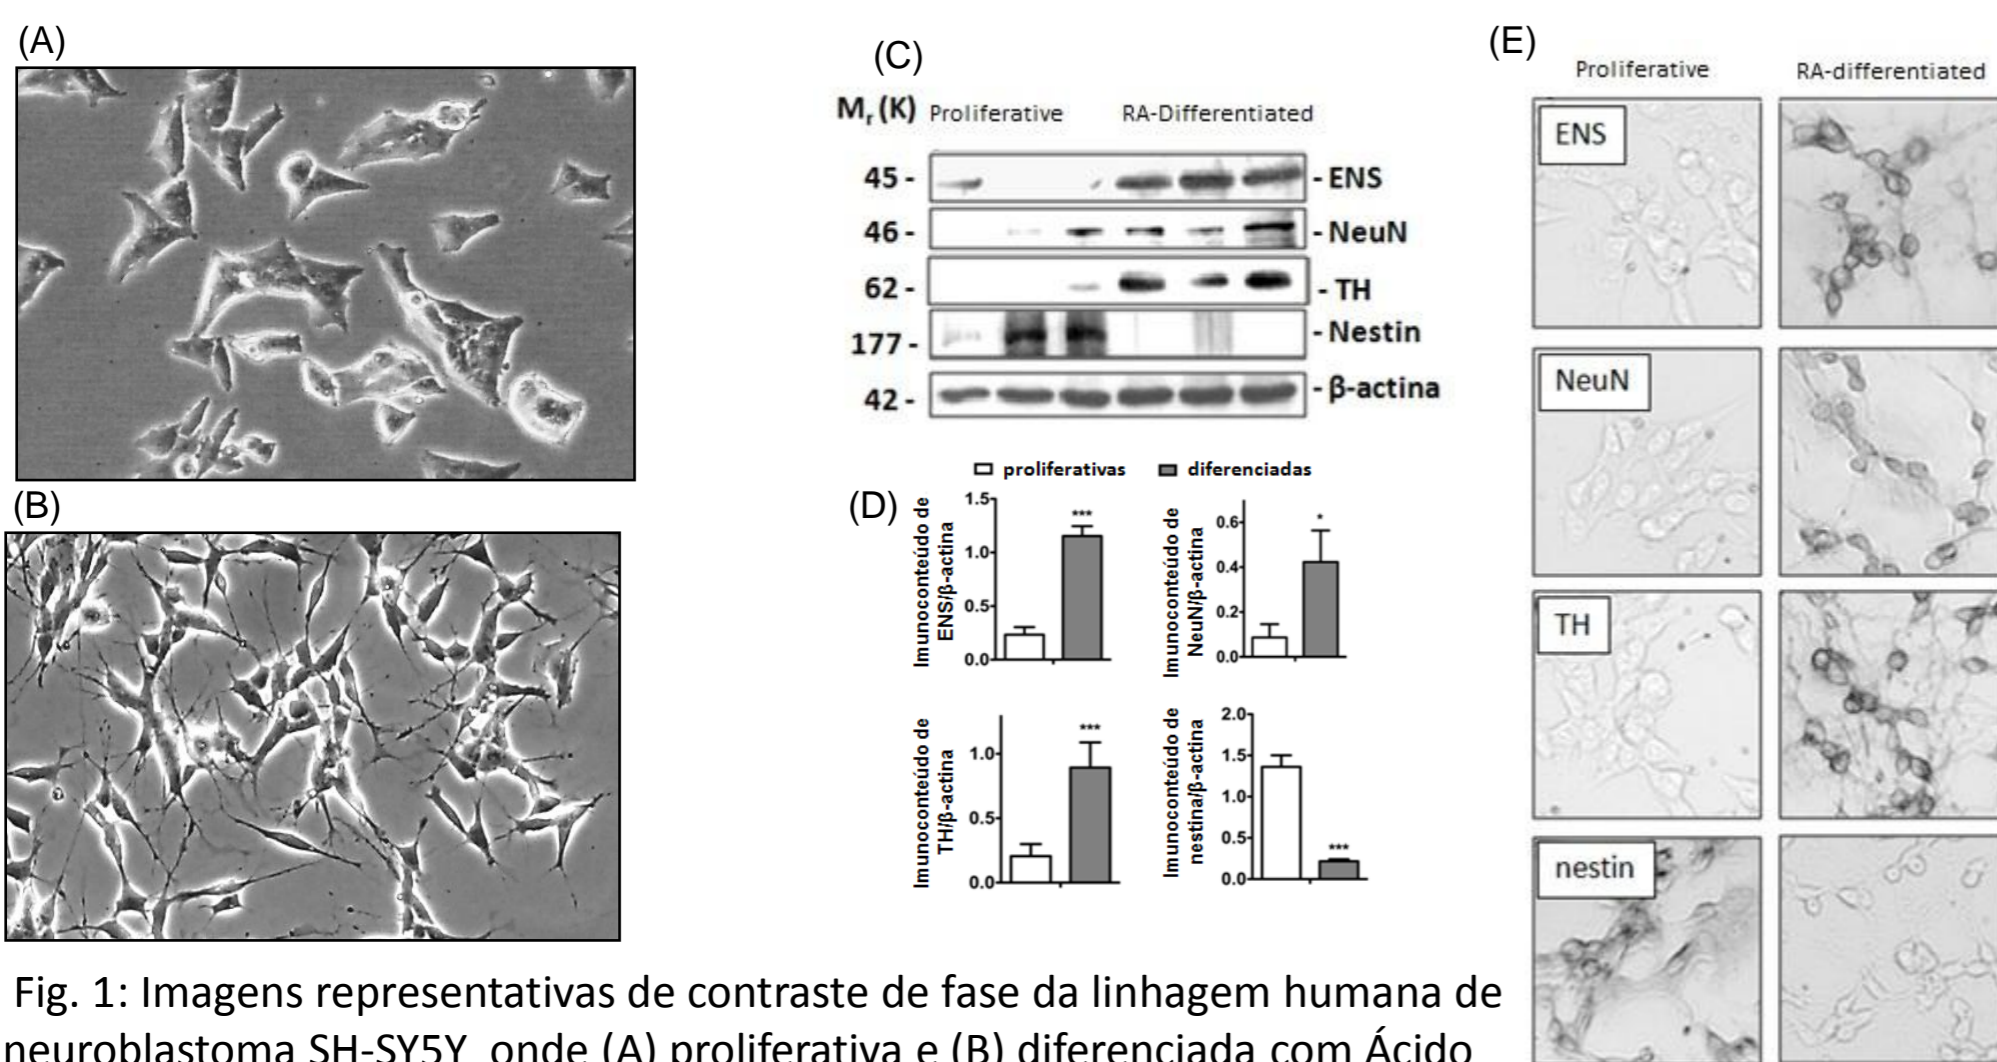 (A)
(B)
(C)
Mr (K) Proliferative RA-Differentiated
45 - - ENS
46 - - NeuN
62 - - TH
177 - - Nestin
42 - - β-actina
(D)
proliferativas diferenciadas
Imunoconteúdo de
ENS/β-actina
1.5
1.0
0.5
0.0
***
Imunoconteúdo de
NeuN/β-actina
0.6
0.4
0.2
0.0
*
Imunoconteúdo de
TH/β-actina
1.0
0.5
0.0
***
Imunoconteúdo de
nestina/β-actina
2.0
1.5
1.0
0.5
0.0
***
(E)
Proliferative RA-differentiated
ENS
NeuN
TH
nestin
Fig. 1: Imagens representativas de contraste de fase da linhagem humana de
neuroblastoma SH-SY5Y onde (A) proliferativa e (B) diferenciada com Ácido